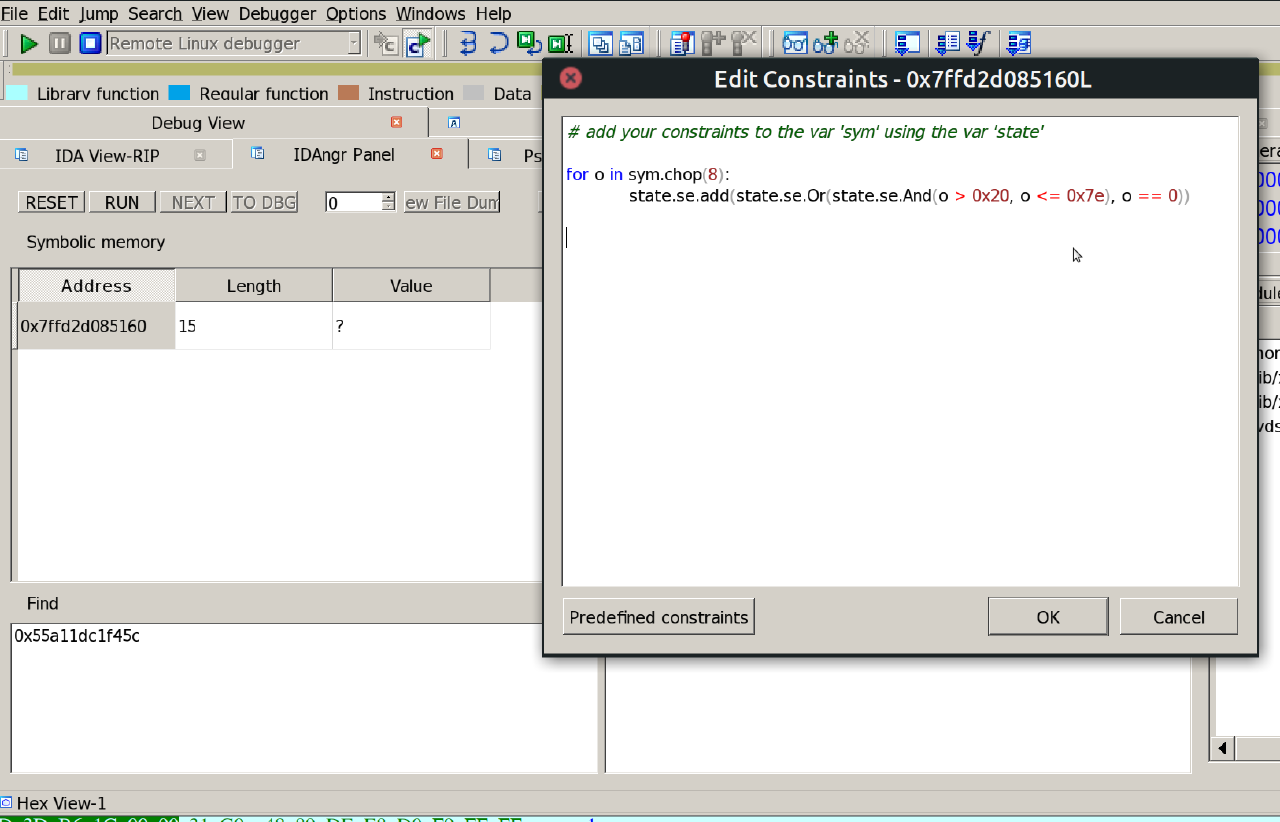 File Edit Jump Search View Debugger Options Windows Help
Remote Linux debugger
Library function Regular function Instruction Data
Edit Constraints - 0x7ffd2d085160L
Debug View
IDA View-RIP IDAngr Panel
RESET RUN NEXT TO DBG 0 ew File Dum
Symbolic memory
Address Length Value
0x7ffd2d085160 15 ?
# add your constraints to the var 'sym' using the var 'state'
for o in sym.chop(8):
state.se.add(state.se.Or(state.se.And(o > 0x20, o <= 0x7e), o == 0))
Predefined constraints OK Cancel
Find
0x55a11dc1f45c
Hex View-1